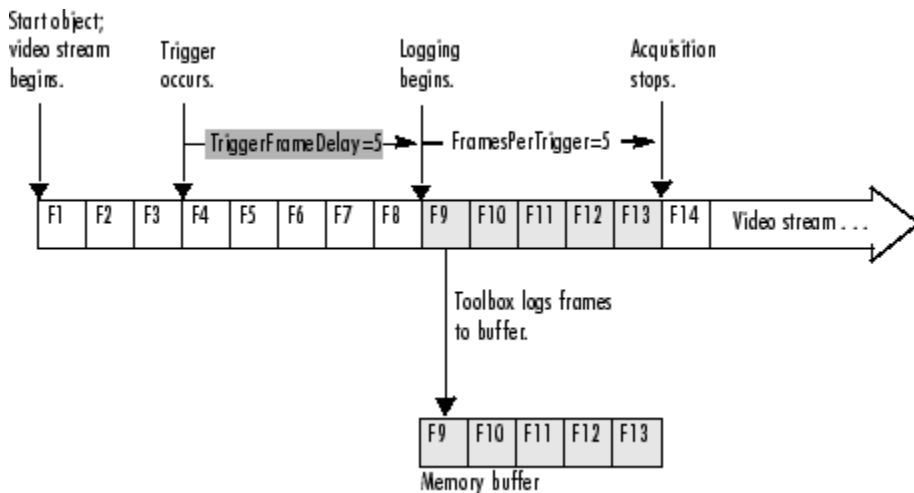 Start object;
video stream
begins.
Trigger
occurs.
Logging
begins.
Acquisition
stops.
TriggerFrameDelay=5
FramesPerTrigger=5
F1 F2 F3 F4 F5 F6 F7 F8 F9 F10 F11 F12 F13 F14 Video stream . . .
Toolbox logs frames
to buffer.
F9 F10 F11 F12 F13
Memory buffer